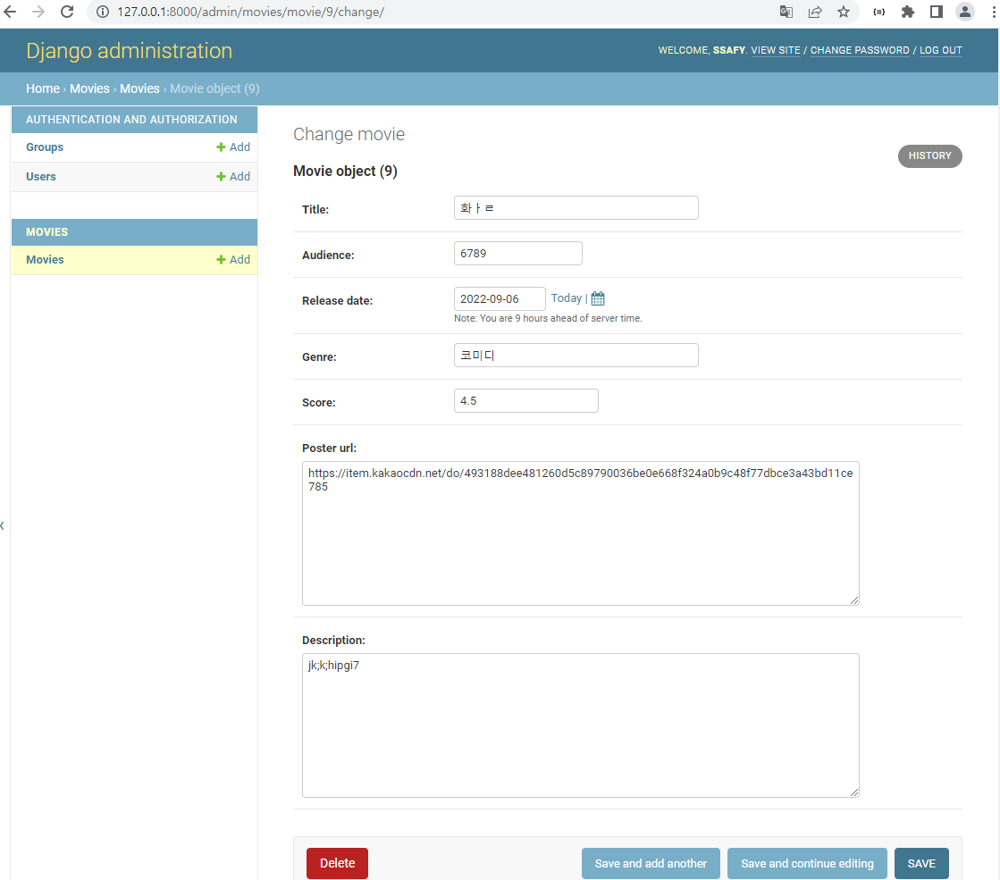 127.0.0.1:8000/admin/movies/movie/9/change/
Django administration
WELCOME, SSAFY. VIEW SITE / CHANGE PASSWORD / LOG OUT
Home › Movies › Movies › Movie object (9)
AUTHENTICATION AND AUTHORIZATION
Groups
+ Add
Users
+ Add
MOVIES
Movies
+ Add
Change movie
HISTORY
Movie object (9)
Title:
화ㅏㄹ
Audience:
6789
Release date:
2022-09-06
Today |
Note: You are 9 hours ahead of server time.
Genre:
코미디
Score:
4.5
Poster url:
https://item.kakaocdn.net/do/493188dee481260d5c89790036be0e668f324a0b9c48f77dbce3a43bd11ce
785
Description:
jk;k;hipgi7
Delete
Save and add another
Save and continue editing
SAVE